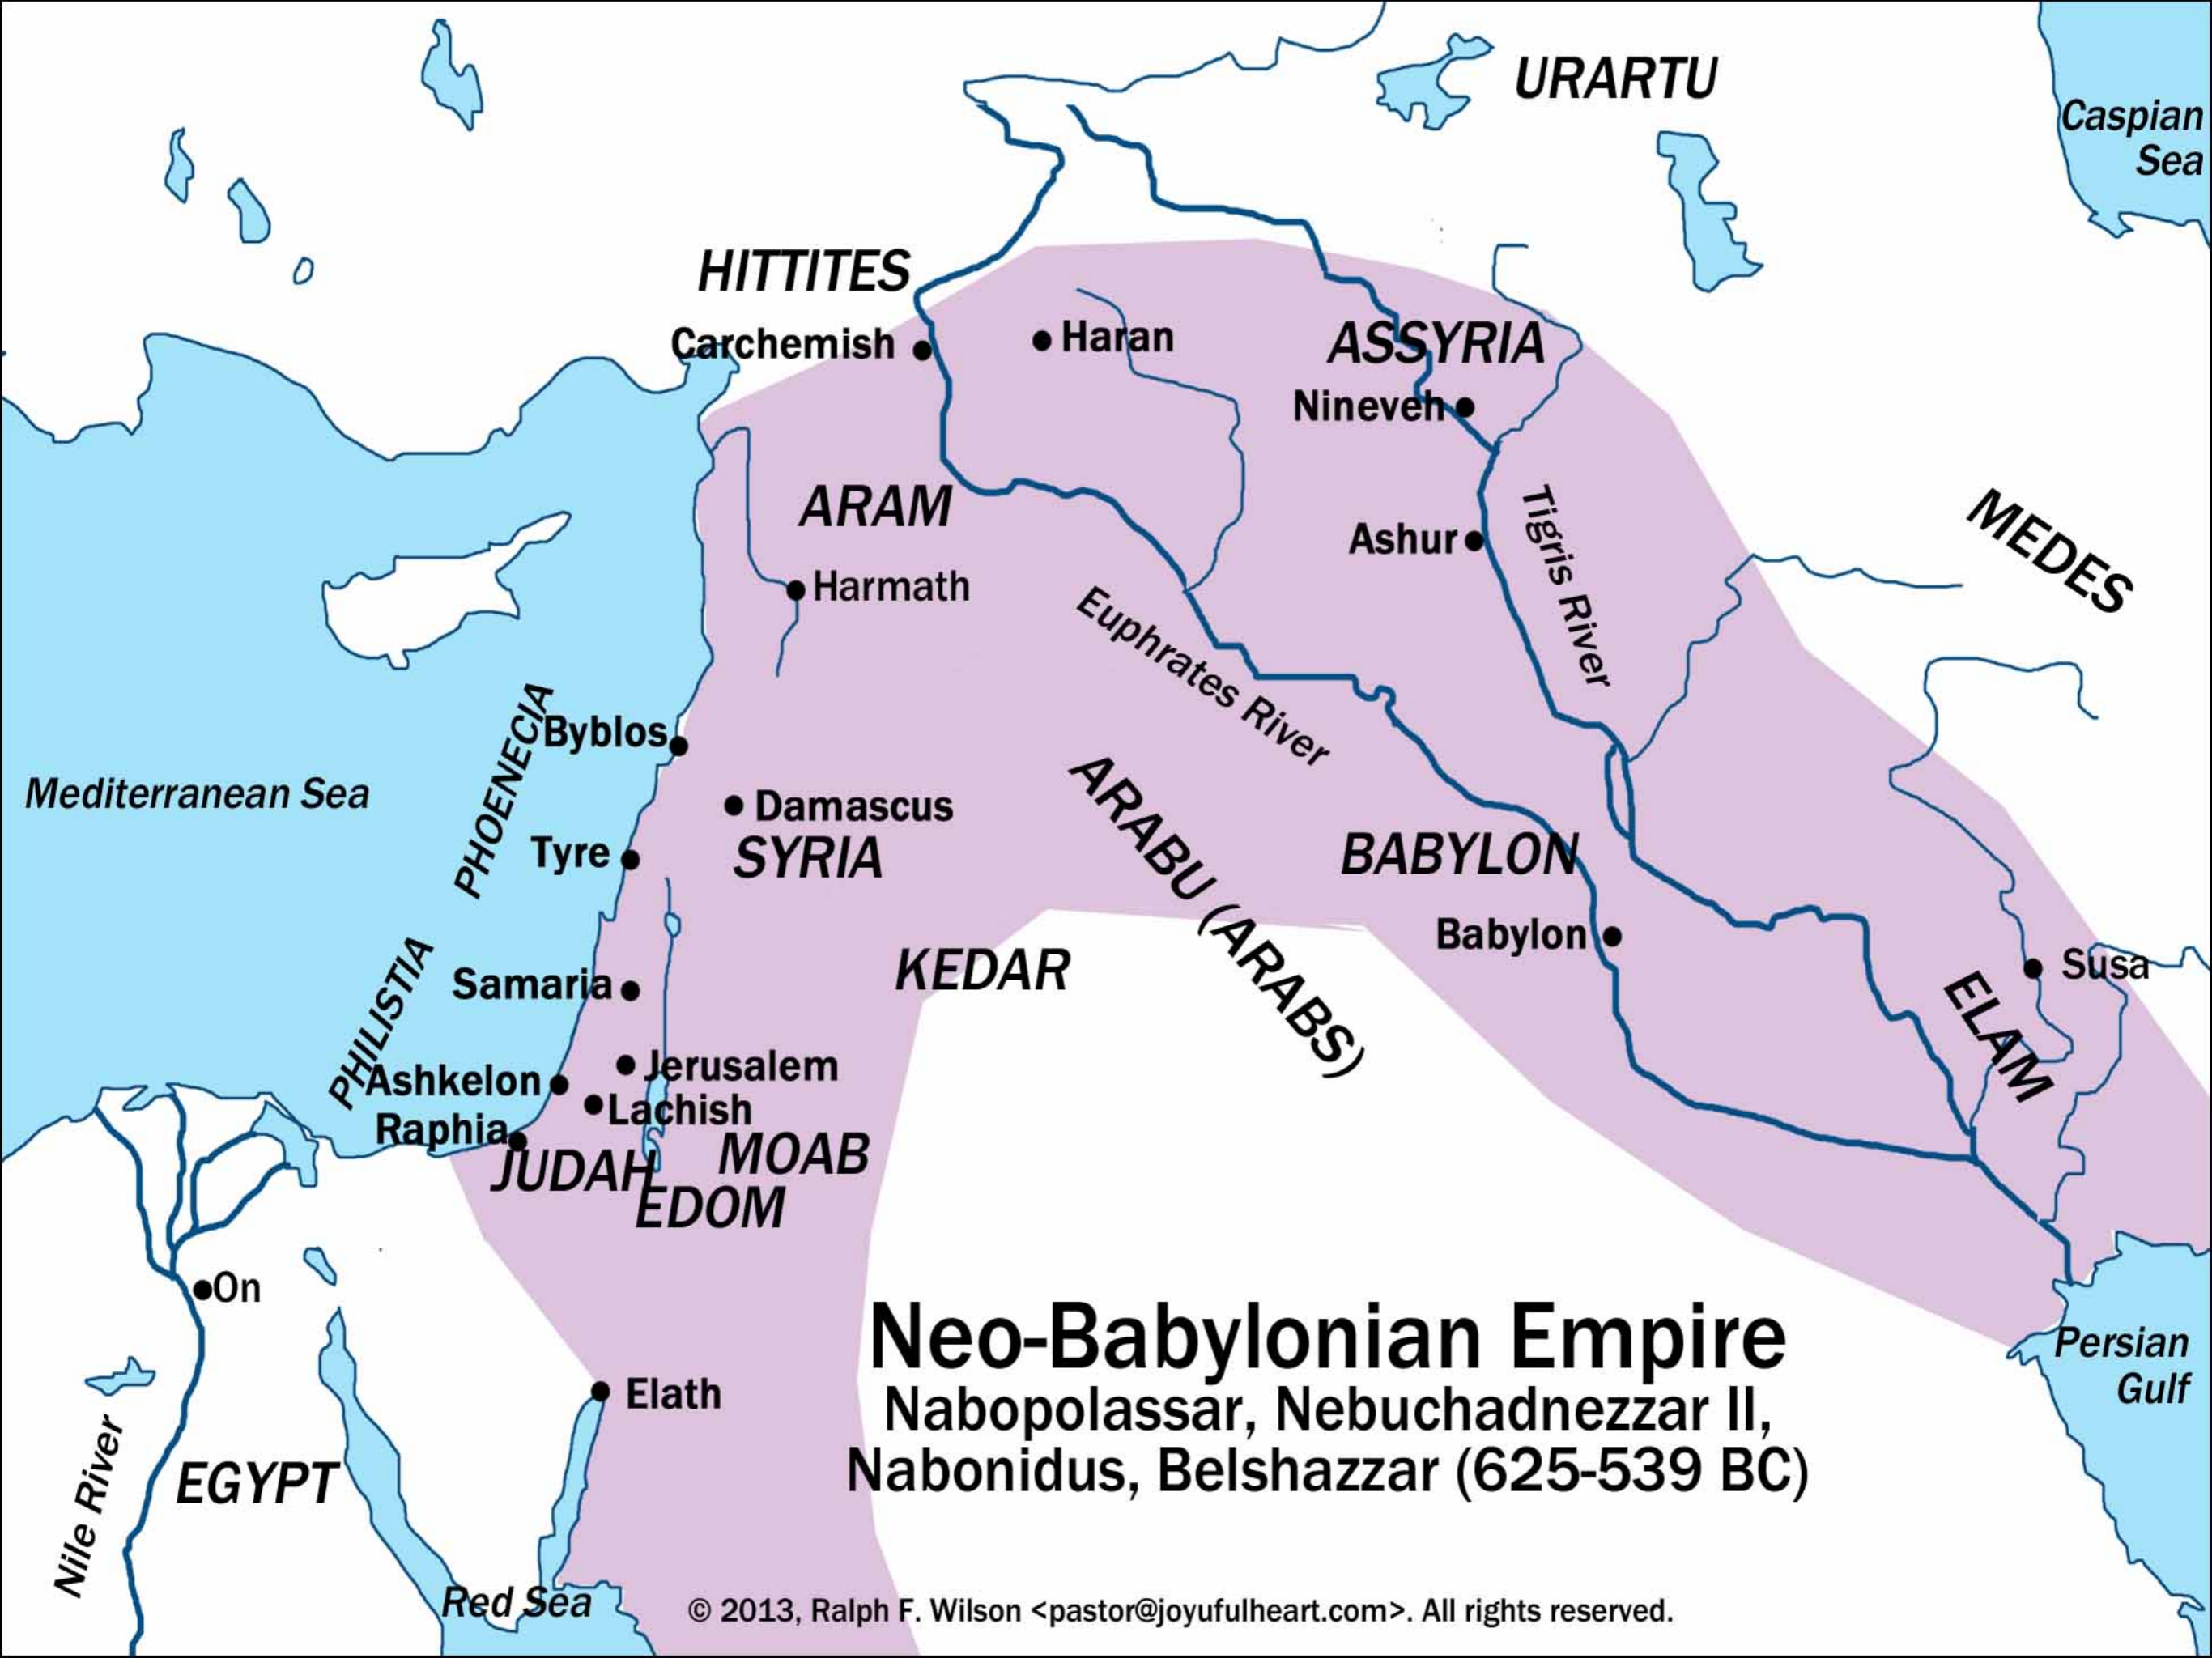 URARTU
Caspian
Sea
HITTITES
Carchemish
Haran
ASSYRIA
Nineveh
ARAM
Ashur
Tigris River
MEDES
Harmath
Euphrates River
PHOENECIA
Byblos
Mediterranean Sea
Damascus
SYRIA
Tyre
ARABU (ARABS)
BABYLON
Babylon
KEDAR
Susa
ELAM
PHILISTIA
Samaria
Jerusalem
Ashkelon
Lachish
Raphia
JUDAH
MOAB
EDOM
On
Elath
Nile River
EGYPT
Red Sea
Persian
Gulf
Neo-Babylonian Empire
Nabopolassar, Nebuchadnezzar II,
Nabonidus, Belshazzar (625-539 BC)
© 2013, Ralph F. Wilson <pastor@joyufulheart.com>. All rights reserved.